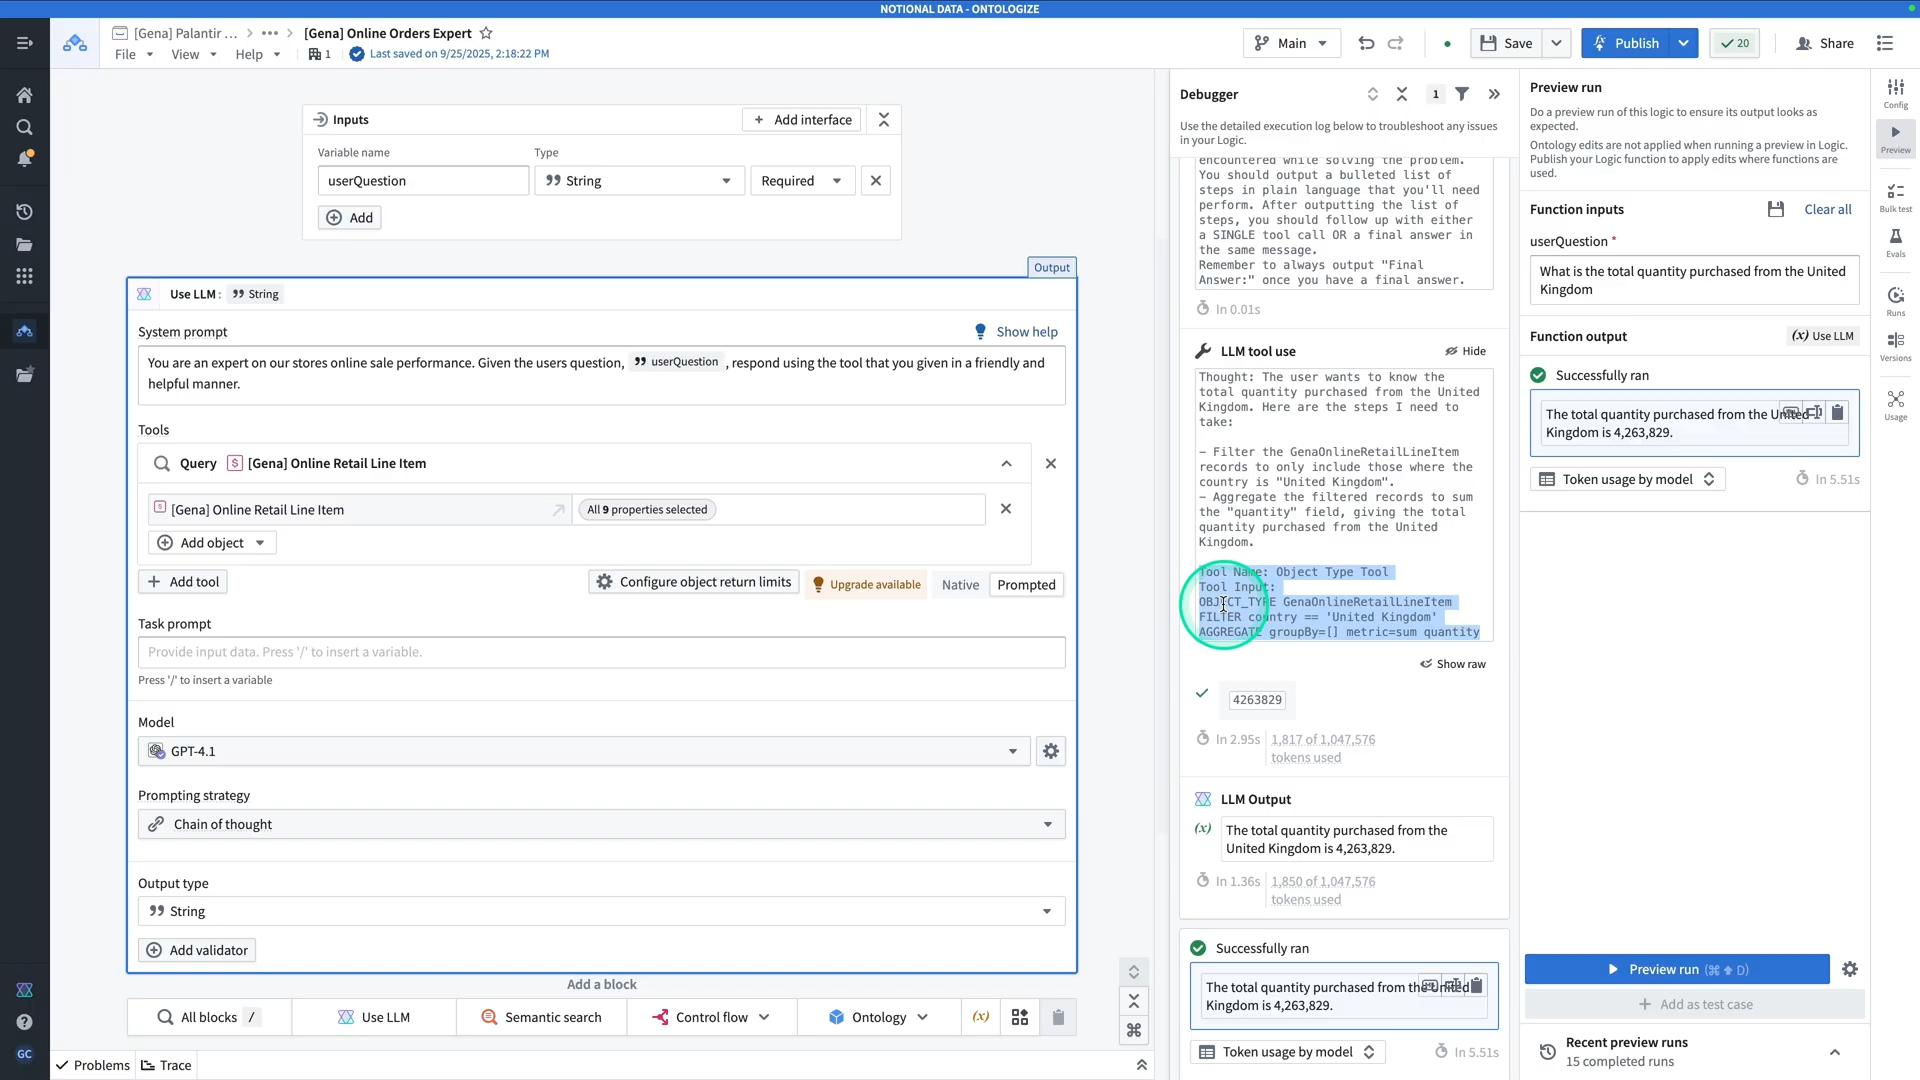 NOTIONAL DATA - ONTOLOGIZE
[Gena] Palantir ... > ••• > [Gena] Online Orders Expert
File View Help 1 Last saved on 9/25/2025, 2:18:22 PM
Main
Save
Publish
20
Share
Inputs
Add interface
Variable name Type
userQuestion String Required
Add
Output
Use LLM : String
System prompt
Show help
You are an expert on our stores online sale performance. Given the users question, userQuestion , respond using the tool that you given in a friendly and
helpful manner.
Tools
Query [Gena] Online Retail Line Item
[Gena] Online Retail Line Item All 9 properties selected
Add object
Add tool
Configure object return limits
Upgrade available
Native
Prompted
Task prompt
Provide input data. Press '/' to insert a variable.
Press '/' to insert a variable
Model
GPT-4.1
Prompting strategy
Chain of thought
Output type
String
Add validator
Add a block
All blocks /
Use LLM
Semantic search
Control flow
Ontology
(x)
Problems Trace
GC
Debugger
1
Use the detailed execution log below to troubleshoot any issues
in your Logic.
encountered while solving the problem.
You should output a bulleted list of
steps in plain language that you'll need
perform. After outputting the list of
steps, you should follow up with either
a SINGLE tool call OR a final answer in
the same message.
Remember to always output "Final
Answer:" once you have a final answer.
In 0.01s
LLM tool use
Hide
Thought: The user wants to know the
total quantity purchased from the United
Kingdom. Here are the steps I need to
take:
- Filter the GenaOnlineRetailLineItem
records to only include those where the
country is "United Kingdom".
- Aggregate the filtered records to sum
the "quantity" field, giving the total
quantity purchased from the United
Kingdom.
Tool Name: Object Type Tool
Tool Input:
OBJECT_TYPE GenaOnlineRetailLineItem
FILTER country == 'United Kingdom'
AGGREGATE groupBy=[] metric=sum quantity
Show raw
4263829
In 2.95s 1,817 of 1,047,576
tokens used
LLM Output
(x) The total quantity purchased from the
United Kingdom is 4,263,829.
In 1.36s 1,850 of 1,047,576
tokens used
Successfully ran
The total quantity purchased from the United
Kingdom is 4,263,829.
Token usage by model
In 5.51s
Preview run
Do a preview run of this logic to ensure its output looks as
expected.
Ontology edits are not applied when running a preview in Logic.
Publish your Logic function to apply edits where functions are
used.
Function inputs
Clear all
userQuestion *
What is the total quantity purchased from the United
Kingdom
Function output
(x) Use LLM
Successfully ran
The total quantity purchased from the United
Kingdom is 4,263,829.
Token usage by model
In 5.51s
Preview run (⌘⬆D)
Add as test case
Recent preview runs
15 completed runs
Config
Preview
Bulk test
Evals
Runs
Versions
Usage